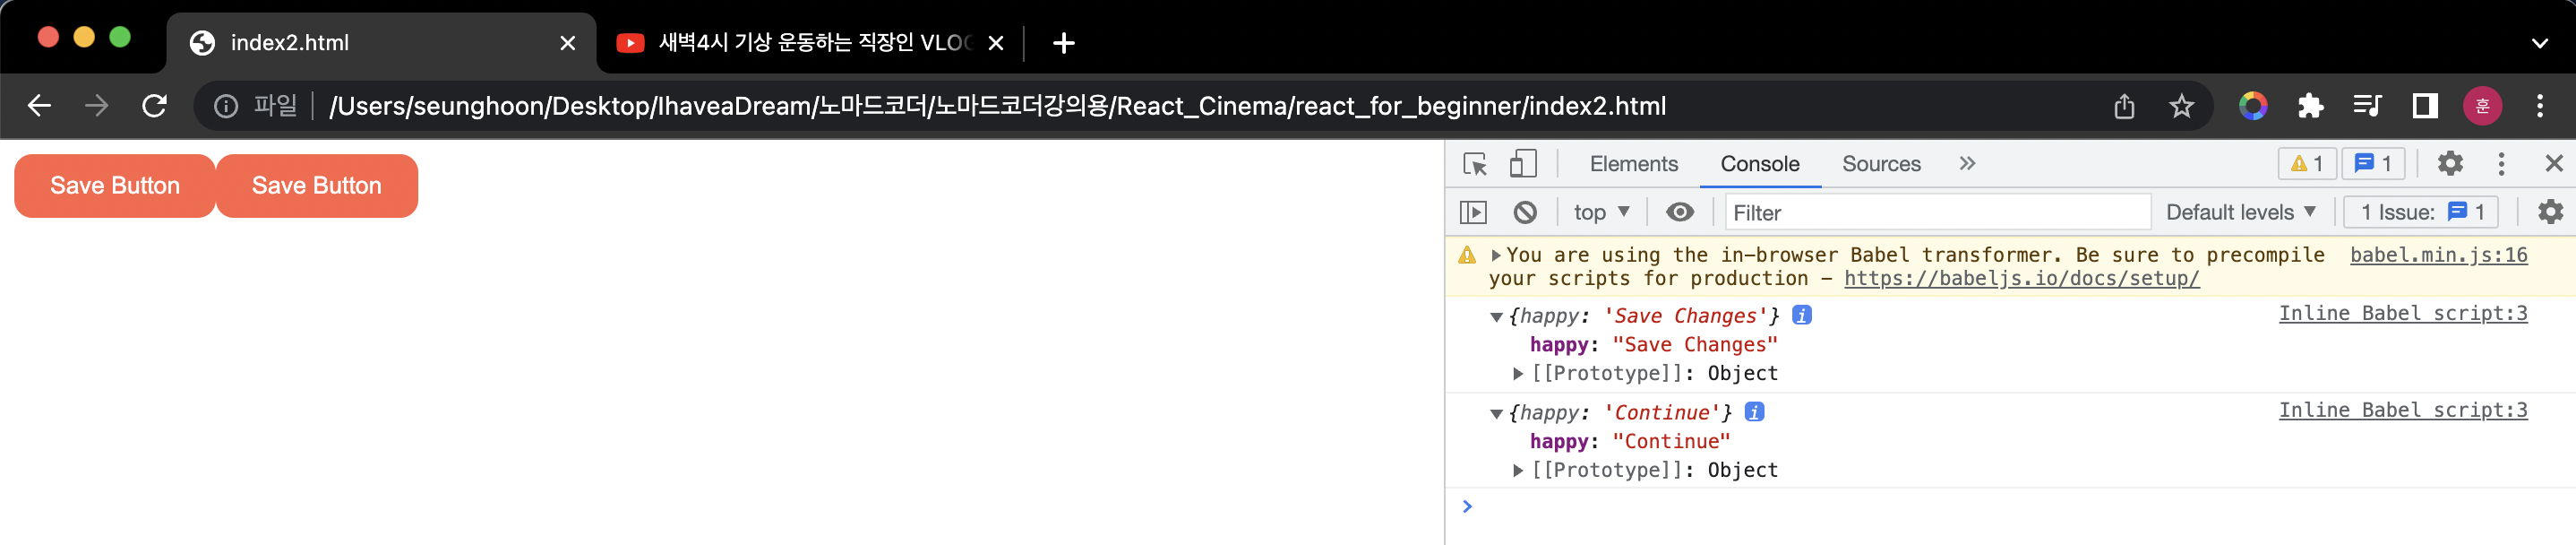 index2.html
새벽4시 기상 운동하는 직장인 VLOG
파일
/Users/seunghoon/Desktop/IhaveaDream/노마드코더/노마드코더강의용/React_Cinema/react_for_beginner/index2.html
훈
Save Button Save Button
Elements Console Sources 1 1
top Filter Default levels 1 Issue: 1
You are using the in-browser Babel transformer. Be sure to precompile babel.min.js:16
your scripts for production - https://babeljs.io/docs/setup/
{happy: 'Save Changes'} i Inline Babel script:3
happy: "Save Changes"
[[Prototype]]: Object
{happy: 'Continue'} i Inline Babel script:3
happy: "Continue"
[[Prototype]]: Object